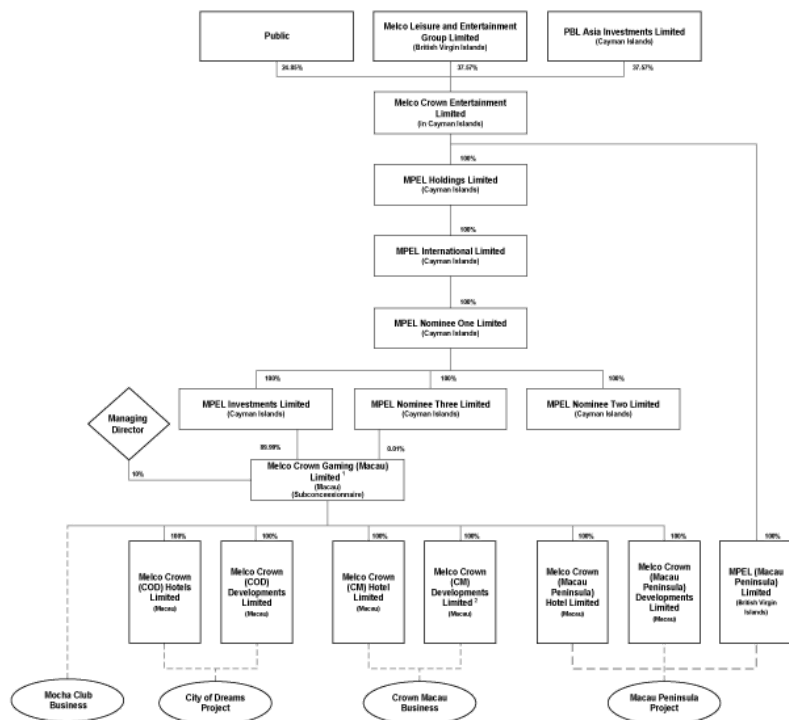 Public
Melco Leisure and Entertainment
Group Limited
(British Virgin Islands)
PBL Asia Investments Limited
(Cayman Islands)
24.85%
37.57%
37.57%
Melco Crown Entertainment
Limited
(in Cayman Islands)
100%
MPEL Holdings Limited
(Cayman Islands)
100%
MPEL International Limited
(Cayman Islands)
100%
MPEL Nominee One Limited
(Cayman Islands)
100%
100%
100%
MPEL Investments Limited
(Cayman Islands)
MPEL Nominee Three Limited
(Cayman Islands)
MPEL Nominee Two Limited
(Cayman Islands)
Managing
Director
89.99%
0.01%
10%
Melco Crown Gaming (Macau)
Limited 1
(Macau)
(Subconcessionnaire)
100%
100%
100%
100%
100%
100%
100%
Melco Crown
(COD) Hotels
Limited
(Macau)
Melco Crown
(COD)
Developments
Limited
(Macau)
Melco Crown
(CM) Hotel
Limited
(Macau)
Melco Crown
(CM)
Developments
Limited 2
(Macau)
Melco Crown
(Macau
Peninsula)
Hotel Limited
(Macau)
Melco Crown
(Macau
Peninsula)
Developments
Limited
(Macau)
MPEL (Macau
Peninsula)
Limited
(British Virgin
Islands)
Mocha Club
Business
City of Dreams
Project
Crown Macau
Business
Macau Peninsula
Project